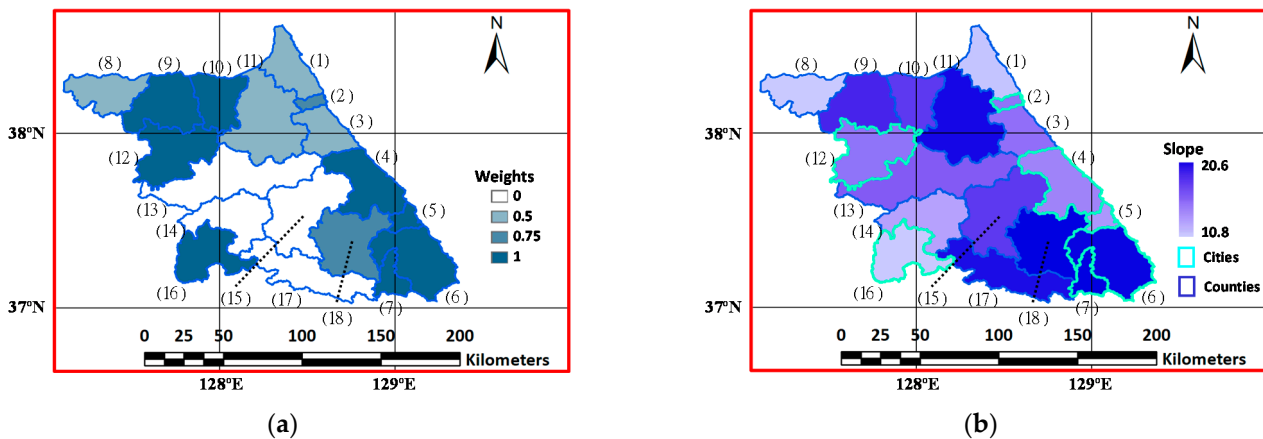 N
(1)
(2)
(3)
(4)
(5)
(6)
(7)
(8)
(9)
(10)
(11)
(12)
(13)
(14)
(15)
(16)
(17)
(18)
38°N
37°N
Weights
0
0.5
0.75
1
0 25 50 100 150 200
Kilometers
128°E
129°E
(a)
N
(1)
(2)
(3)
(4)
(5)
(6)
(7)
(8)
(9)
(10)
(11)
(12)
(13)
(14)
(15)
(16)
(17)
(18)
38°N
37°N
Slope
20.6
10.8
Cities
Counties
0 25 50 100 150 200
Kilometers
128°E
129°E
(b)